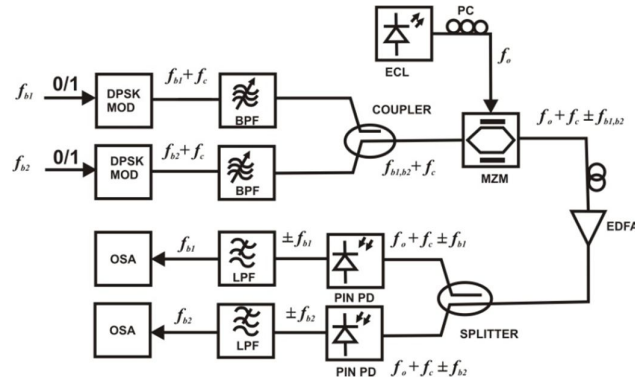 PC
ECL
f_o
f_b1
0/1
DPSK
MOD
f_b1 + f_c
BPF
COUPLER
f_o + f_c ± f_b1,b2
f_b2
0/1
DPSK
MOD
f_b2 + f_c
BPF
f_b1,b2 + f_c
MZM
EDFA
OSA
f_b1
LPF
± f_b1
PIN PD
f_o + f_c ± f_b1
SPLITTER
OSA
f_b2
LPF
± f_b2
PIN PD
f_o + f_c ± f_b2